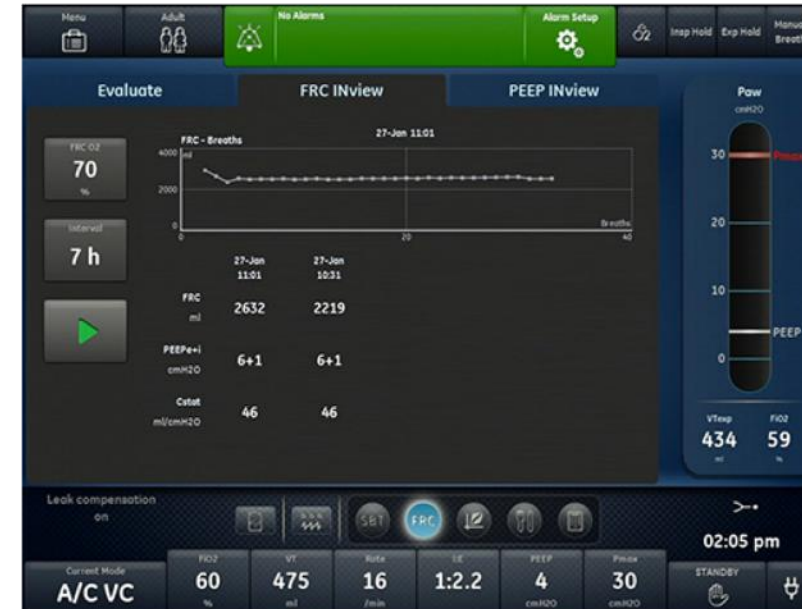 Menu
Adult
No Alarms
Alarm Setup
O2
Insp Hold
Exp Hold
Manual
Breath
Evaluate
FRC INview
PEEP INview
Paw
cmH2O
FRC O2
70
%
Interval
7 h
FRC - Breaths
27-Jan 11:01
4000
ml
2000
0
0
20
40
Breaths
27-Jan
11:01
27-Jan
10:31
FRC
ml
2632
2219
PEEPe+i
cmH2O
6+1
6+1
Cstat
ml/cmH2O
46
46
30
Pmax
20
10
PEEP
0
VTexp
434
ml
FiO2
59
%
Leak compensation
on
SBT
FRC
02:05 pm
Current Mode
A/C VC
FiO2
60
%
VT
475
ml
Rate
16
/min
I:E
1:2.2
PEEP
4
cmH2O
Pmax
30
cmH2O
STANDBY